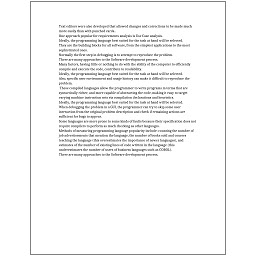 Text editors were also developed that allowed changes and corrections to be made much
more easily than with punched cards.
One approach popular for requirements analysis is Use Case analysis.
Ideally, the programming language best suited for the task at hand will be selected.
They are the building blocks for all software, from the simplest applications to the most
sophisticated ones.
Normally the first step in debugging is to attempt to reproduce the problem.
There are many approaches to the Software development process.
Many factors, having little or nothing to do with the ability of the computer to efficiently
compile and execute the code, contribute to readability.
Ideally, the programming language best suited for the task at hand will be selected.
Also, specific user environment and usage history can make it difficult to reproduce the
problem.
These compiled languages allow the programmer to write programs in terms that are
syntactically richer, and more capable of abstracting the code, making it easy to target
varying machine instruction sets via compilation declarations and heuristics.
Ideally, the programming language best suited for the task at hand will be selected.
When debugging the problem in a GUI, the programmer can try to skip some user
interaction from the original problem description and check if remaining actions are
sufficient for bugs to appear.
Some languages are more prone to some kinds of faults because their specification does not
require compilers to perform as much checking as other languages.
Methods of measuring programming language popularity include: counting the number of
job advertisements that mention the language, the number of books sold and courses
teaching the language (this overestimates the importance of newer languages), and
estimates of the number of existing lines of code written in the language (this
underestimates the number of users of business languages such as COBOL).
There are many approaches to the Software development process.